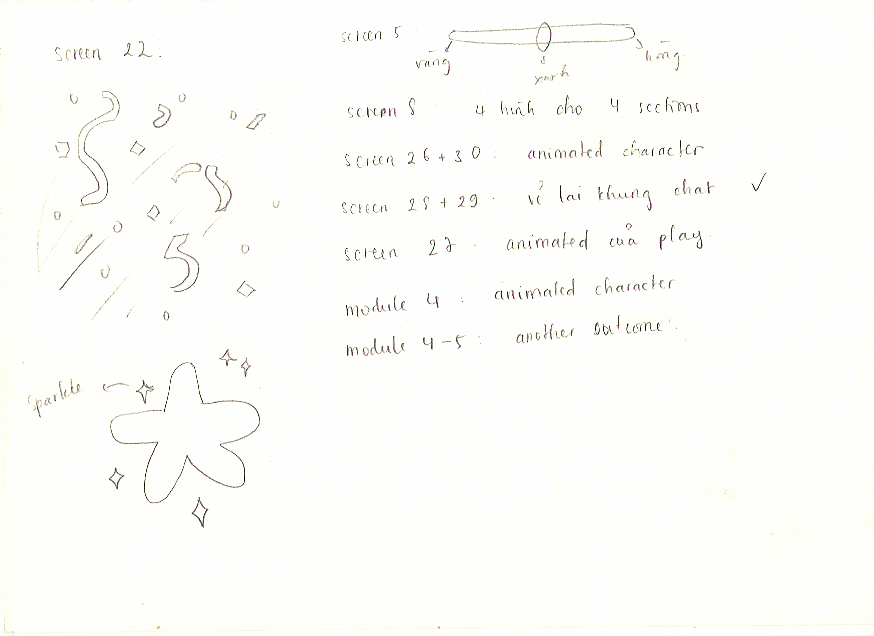 screen 22:
sparkle
screen 5
vàng
xanh
hồng
screen 8 4 hình cho 4 sections
screen 26 + 30 : animated character
screen 28 + 29 : vẽ lại khung chat ✓
screen 27 : animated của play
module 4 : animated character
module 4-5 : another outcome.